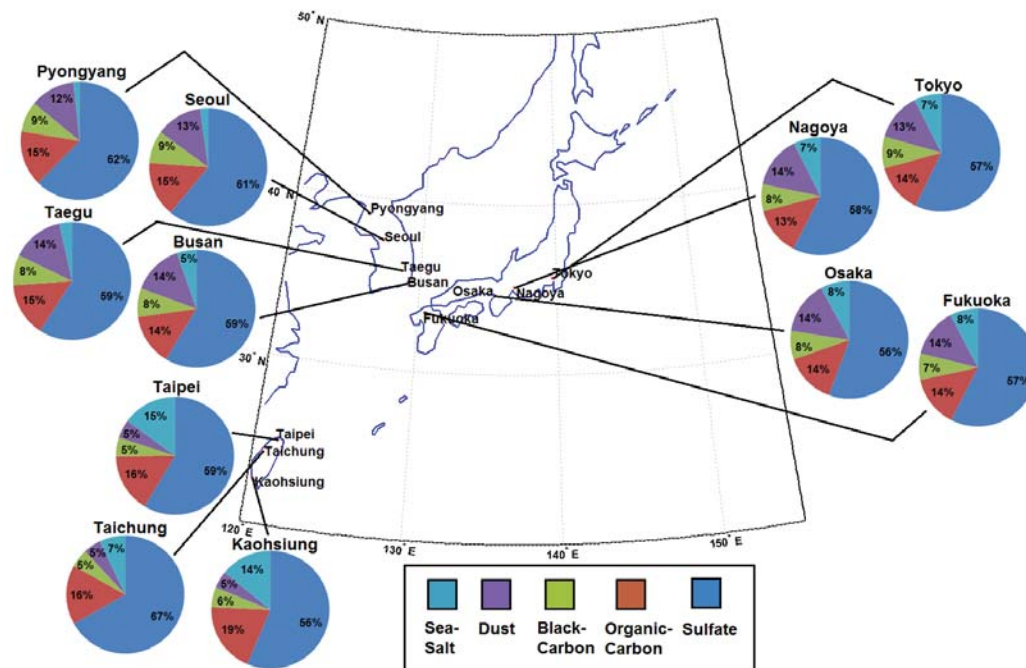 50° N
Pyongyang
12%
9%
15%
62%
Seoul
13%
9%
15%
61%
Tokyo
7%
13%
9%
14%
57%
Nagoya
7%
14%
8%
13%
58%
40° N
Taegu
14%
8%
15%
59%
Busan
5%
14%
8%
14%
59%
Pyongyang
Seoul
Taegu
Busan
Osaka
Tokyo
Nagoya
Fukuoka
Osaka
8%
14%
8%
14%
56%
Fukuoka
8%
14%
7%
14%
57%
30° N
Taipei
15%
5%
5%
16%
59%
Taipei
Taichung
Kaohsiung
Taichung
7%
5%
5%
16%
67%
Kaohsiung
14%
5%
6%
19%
56%
120° E
130° E
140° E
150° E
Sea-
Salt
Dust
Black-
Carbon
Organic-
Carbon
Sulfate